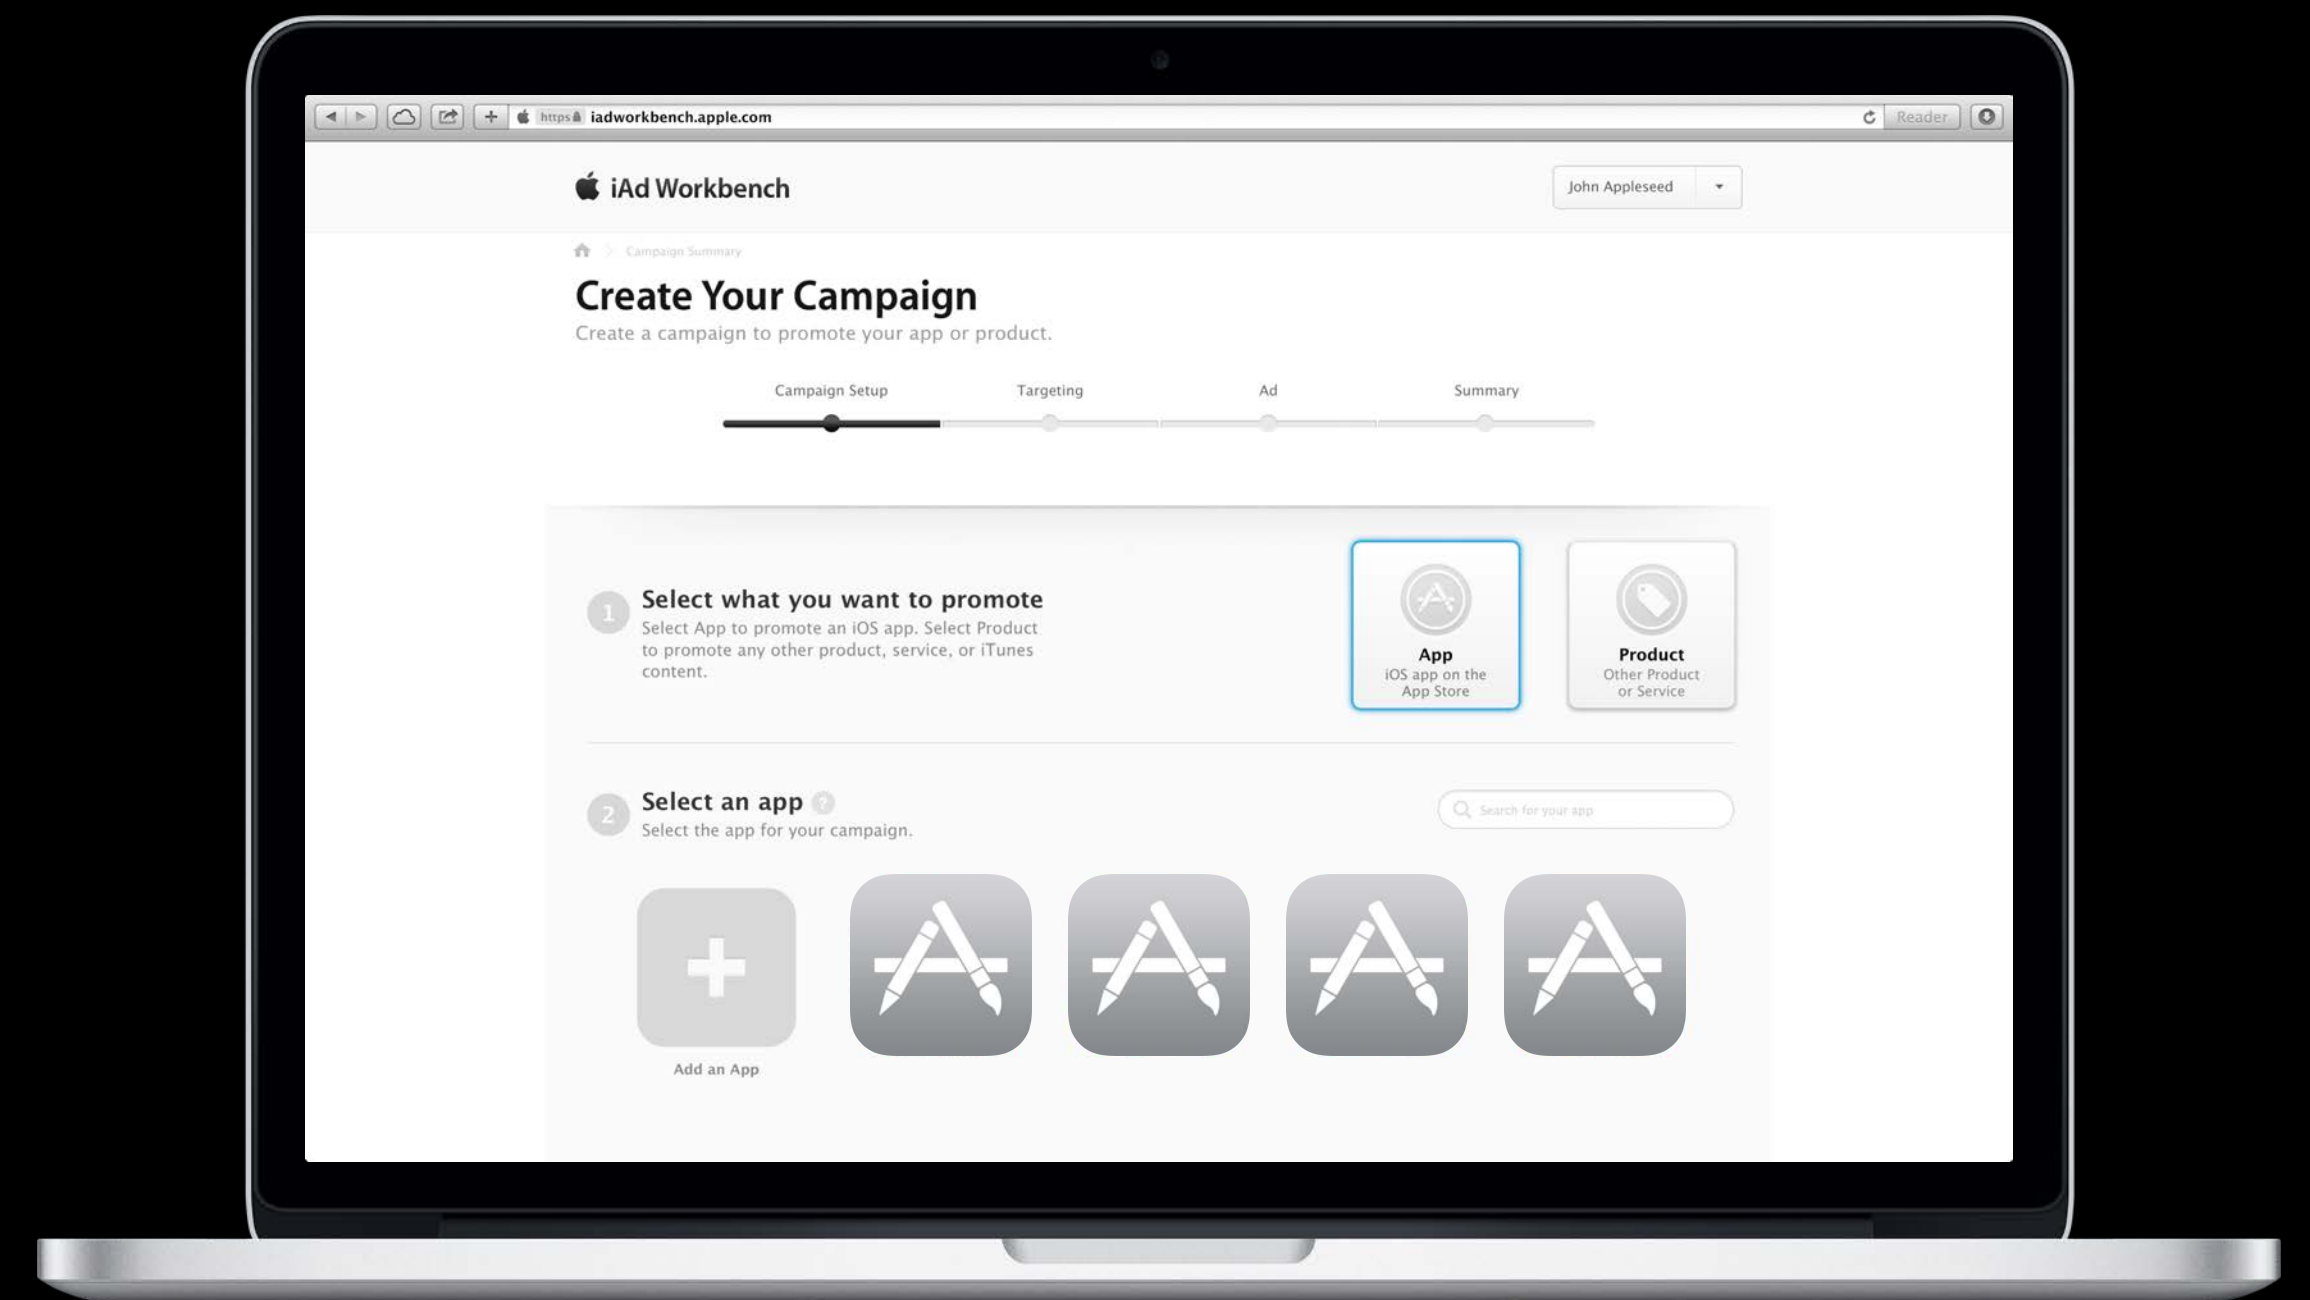 https iadworkbench.apple.com Reader
iAd Workbench
John Appleseed
Campaign Summary
Create Your Campaign
Create a campaign to promote your app or product.
Campaign Setup Targeting Ad Summary
1
Select what you want to promote
Select App to promote an iOS app. Select Product
to promote any other product, service, or iTunes
content.
App
iOS app on the
App Store
Product
Other Product
or Service
2
Select an app ?
Select the app for your campaign.
Search for your app
Add an App